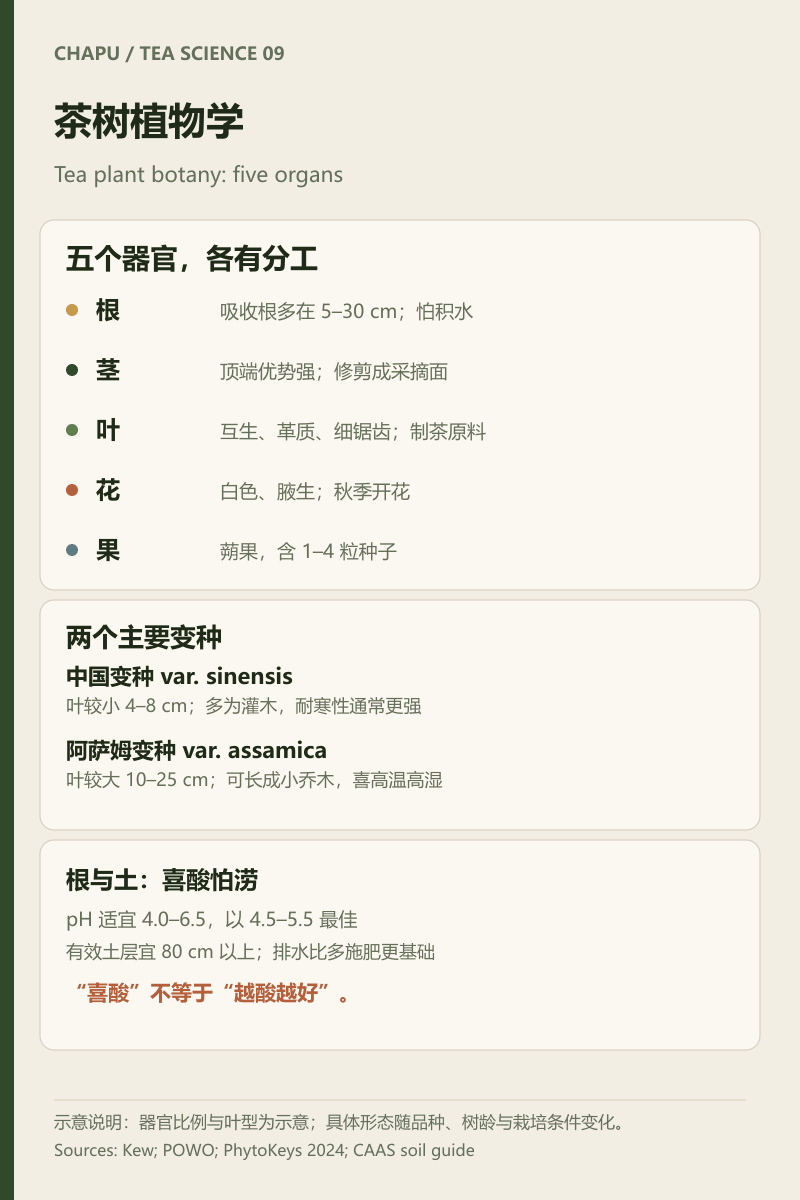 CHAPU / TEA SCIENCE 09
茶树植物学
Tea plant botany: five organs
五个器官，各有分工
根 吸收根多在 5–30 cm；怕积水
茎 顶端优势强；修剪成采摘面
叶 互生、革质、细锯齿；制茶原料
花 白色、腋生；秋季开花
果 蒴果，含 1–4 粒种子
两个主要变种
中国变种 var. sinensis
叶较小 4–8 cm；多为灌木，耐寒性通常更强
阿萨姆变种 var. assamica
叶较大 10–25 cm；可长成小乔木，喜高温高湿
根与土：喜酸怕涝
pH 适宜 4.0–6.5，以 4.5–5.5 最佳
有效土层宜 80 cm 以上；排水比多施肥更基础
“喜酸”不等于“越酸越好”。
示意说明：器官比例与叶型为示意；具体形态随品种、树龄与栽培条件变化。
Sources: Kew; POWO; PhytoKeys 2024; CAAS soil guide